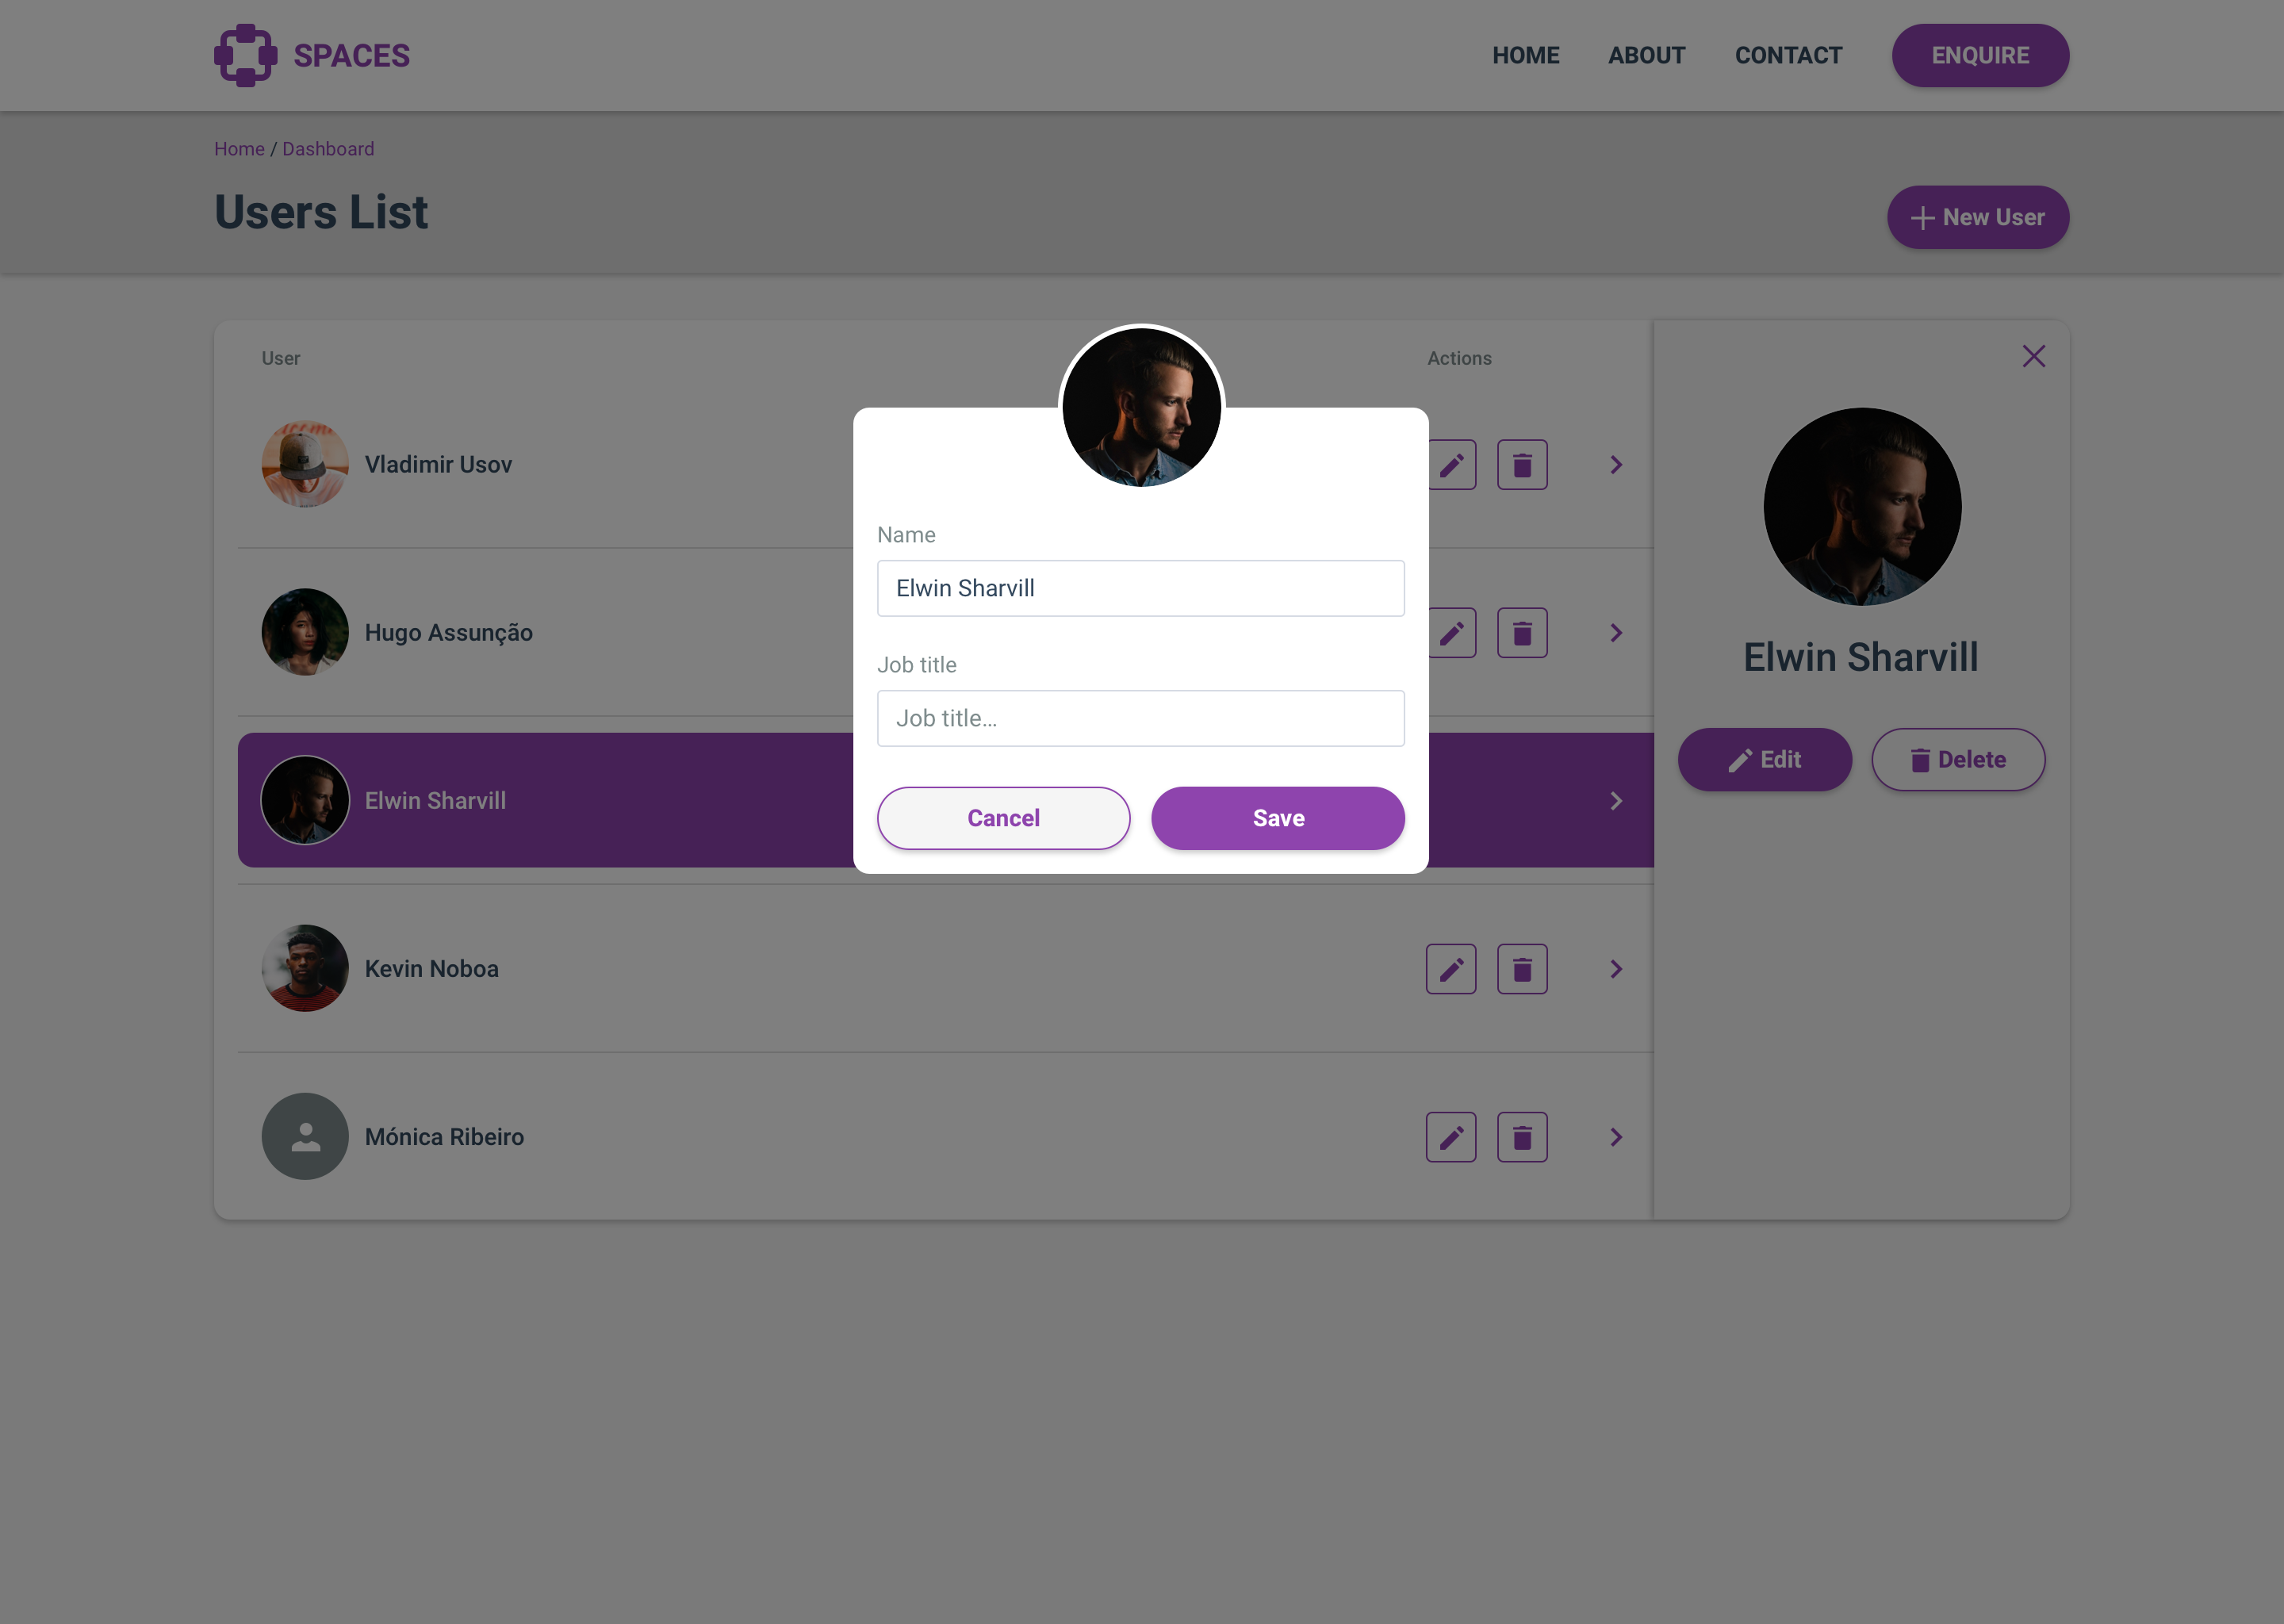 SPACES
HOME
ABOUT
CONTACT
ENQUIRE
Home / Dashboard
Users List
New User
User
Actions
Vladimir Usov
Hugo Assunção
Elwin Sharvill
Kevin Noboa
Mónica Ribeiro
Name
Elwin Sharvill
Job title
Job title...
Cancel
Save
Elwin Sharvill
Edit
Delete